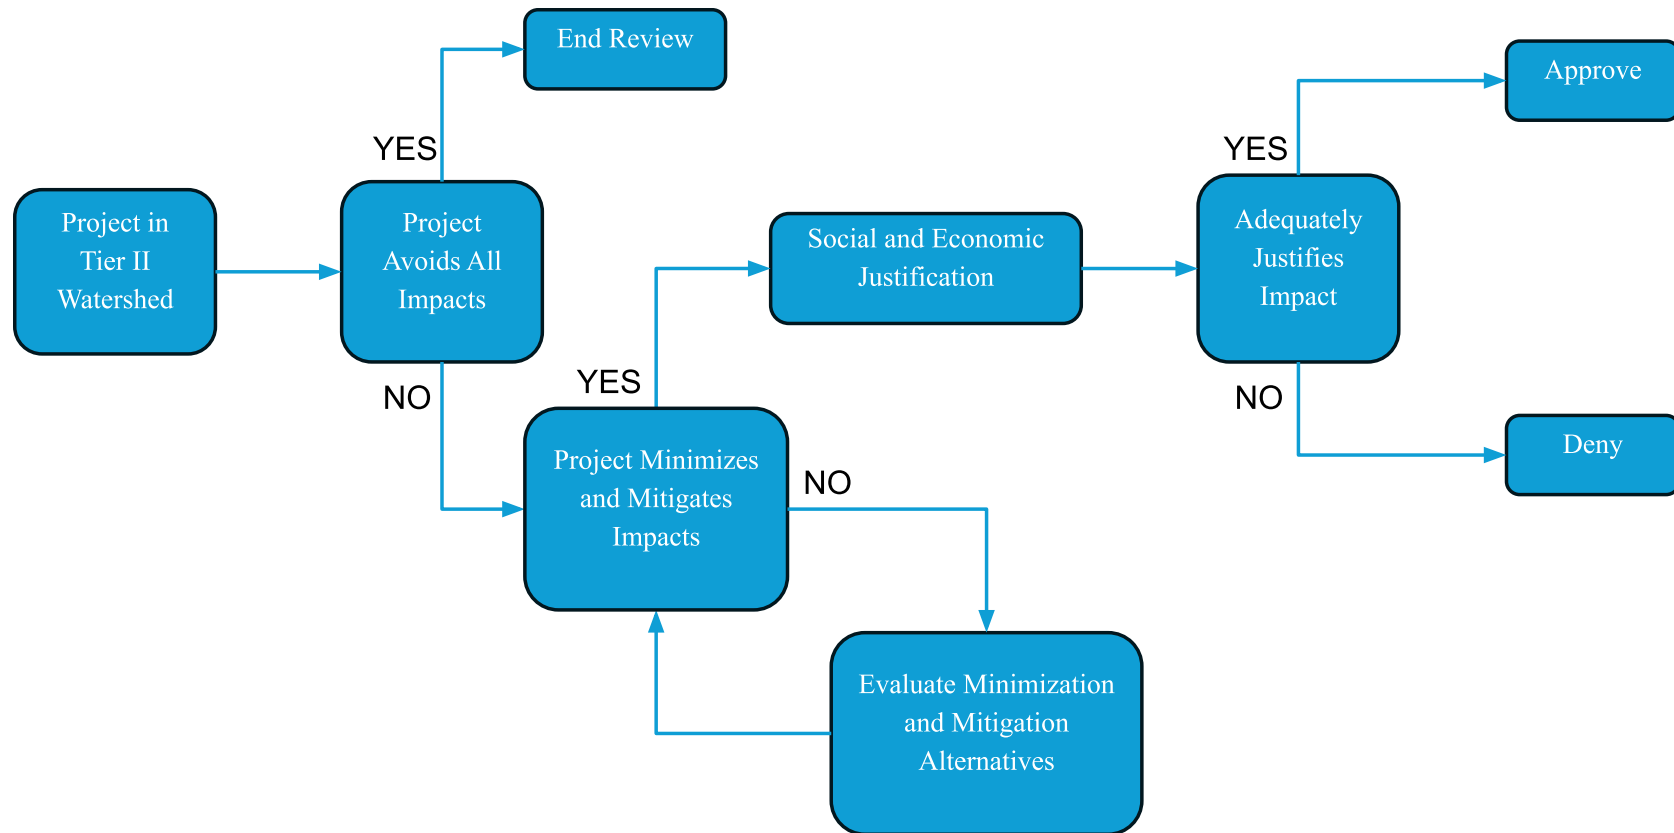 End Review
Approve
YES
YES
Project in
Tier II
Watershed
Project
Avoids All
Impacts
Social and Economic
Justification
Adequately
Justifies
Impact
NO
YES
NO
Project Minimizes
and Mitigates
Impacts
NO
Deny
Evaluate Minimization
and Mitigation
Alternatives